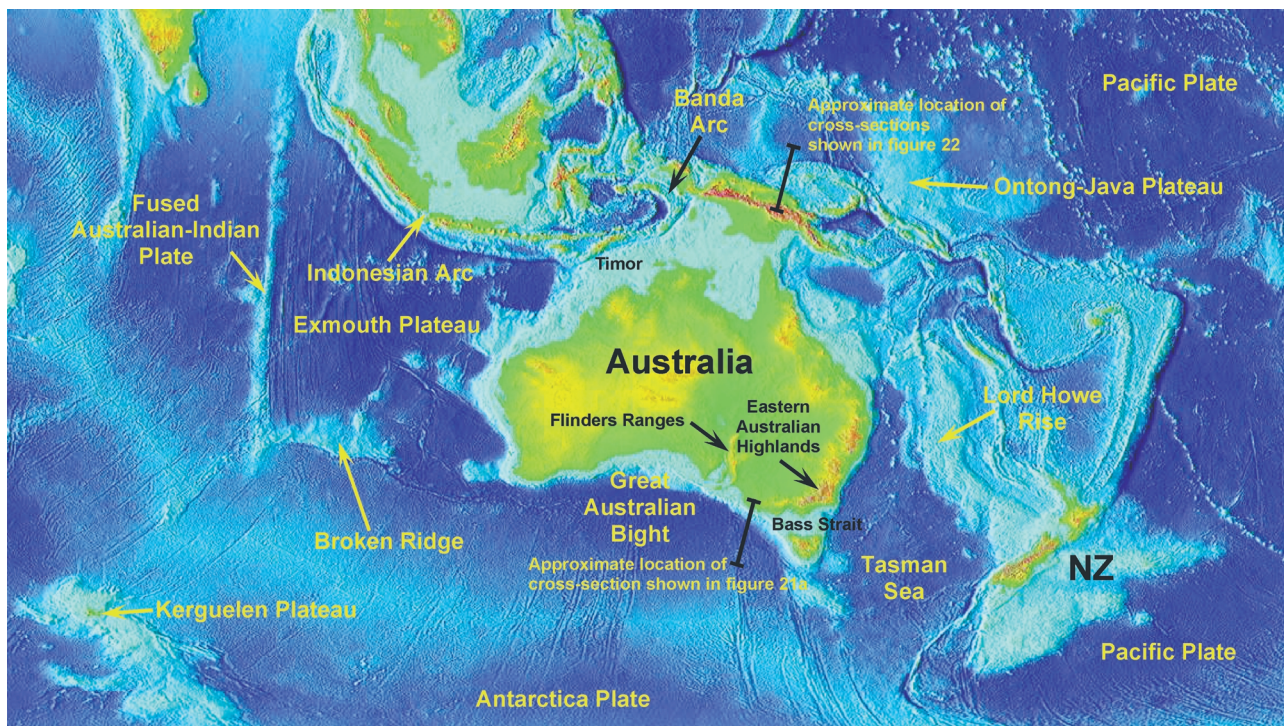 Pacific Plate
Banda
Arc
Approximate location of
cross-sections
shown in figure 22
Ontong-Java Plateau
Fused
Australian-Indian
Plate
Indonesian Arc
Timor
Exmouth Plateau
Australia
Lord Howe
Rise
Flinders Ranges
Eastern
Australian
Highlands
Great
Australian
Bight
Bass Strait
Broken Ridge
Approximate location of
cross-section shown in figure 21a
Tasman
Sea
NZ
Kerguelen Plateau
Pacific Plate
Antarctica Plate